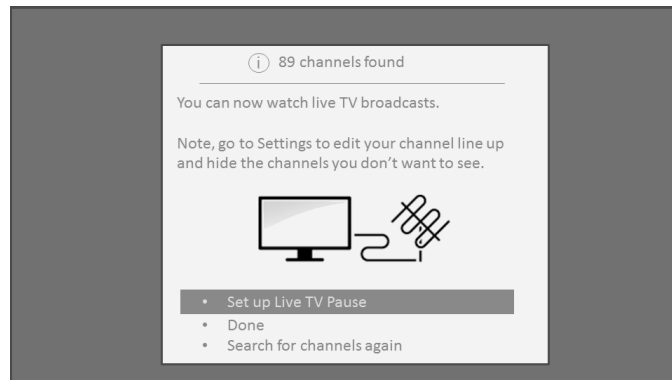 ⓘ 89 channels found
You can now watch live TV broadcasts.
Note, go to Settings to edit your channel line up
and hide the channels you don’t want to see.
• Set up Live TV Pause
• Done
• Search for channels again